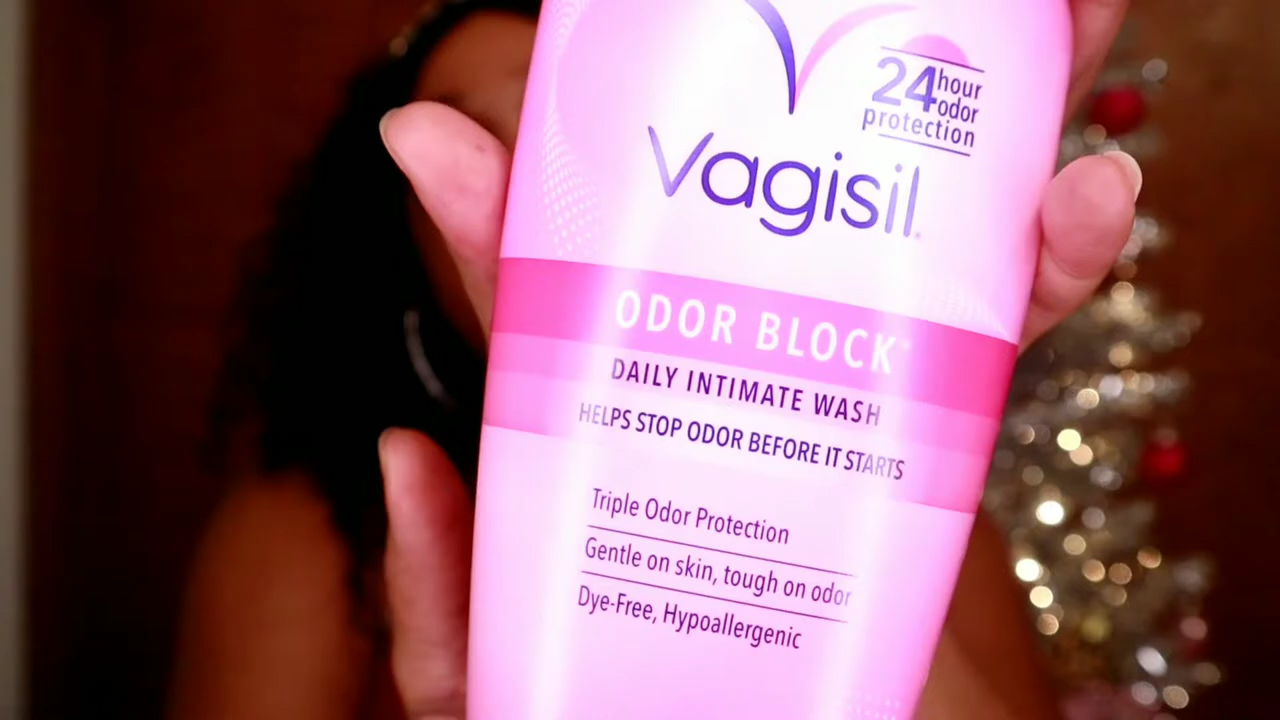 24 hour
odor
protection
Vagisil
ODOR BLOCK
DAILY INTIMATE WASH
HELPS STOP ODOR BEFORE IT STARTS
Triple Odor Protection
Gentle on skin, tough on odor
Dye-Free, Hypoallergenic